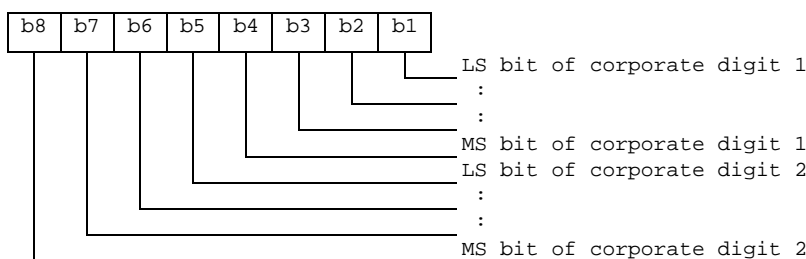 b8 b7 b6 b5 b4 b3 b2 b1
LS bit of corporate digit 1
:
:
MS bit of corporate digit 1
LS bit of corporate digit 2
:
:
MS bit of corporate digit 2